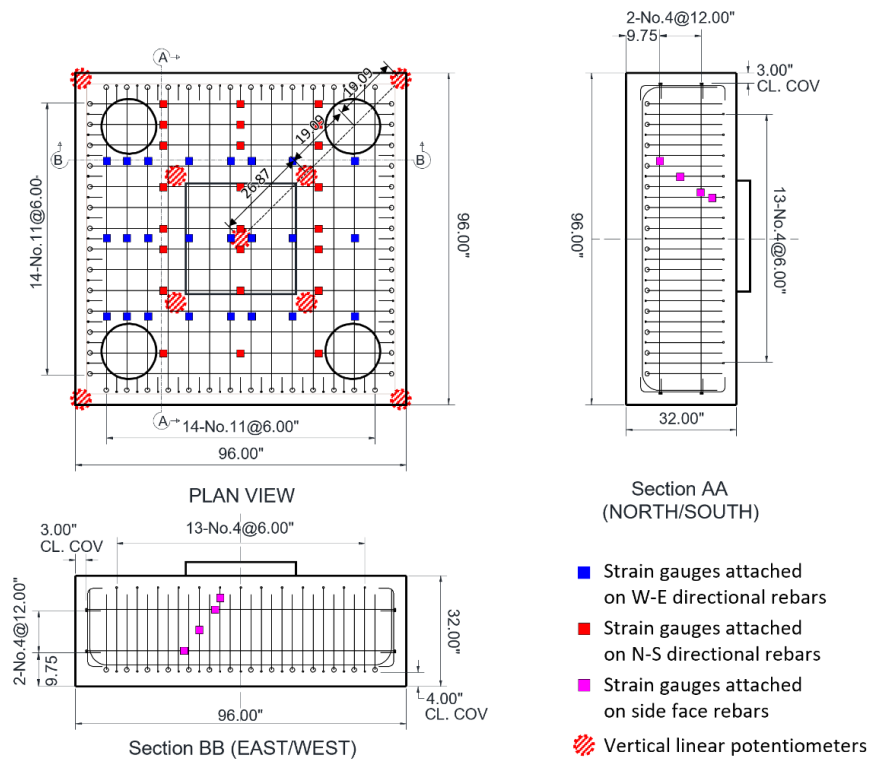 2-No.4@12.00"
9.75
3.00"
CL. COV
A
19.09
19.09
26.87
B
B
14-No.11@6.00
96.00"
96.00"
13-No.4@6.00"
A
14-No.11@6.00"
96.00"
32.00"
PLAN VIEW
Section AA
(NORTH/SOUTH)
3.00"
CL. COV
13-No.4@6.00"
2-No.4@12.00"
9.75
32.00"
4.00"
CL. COV
96.00"
Section BB (EAST/WEST)
Strain gauges attached
on W-E directional rebars
Strain gauges attached
on N-S directional rebars
Strain gauges attached
on side face rebars
Vertical linear potentiometers